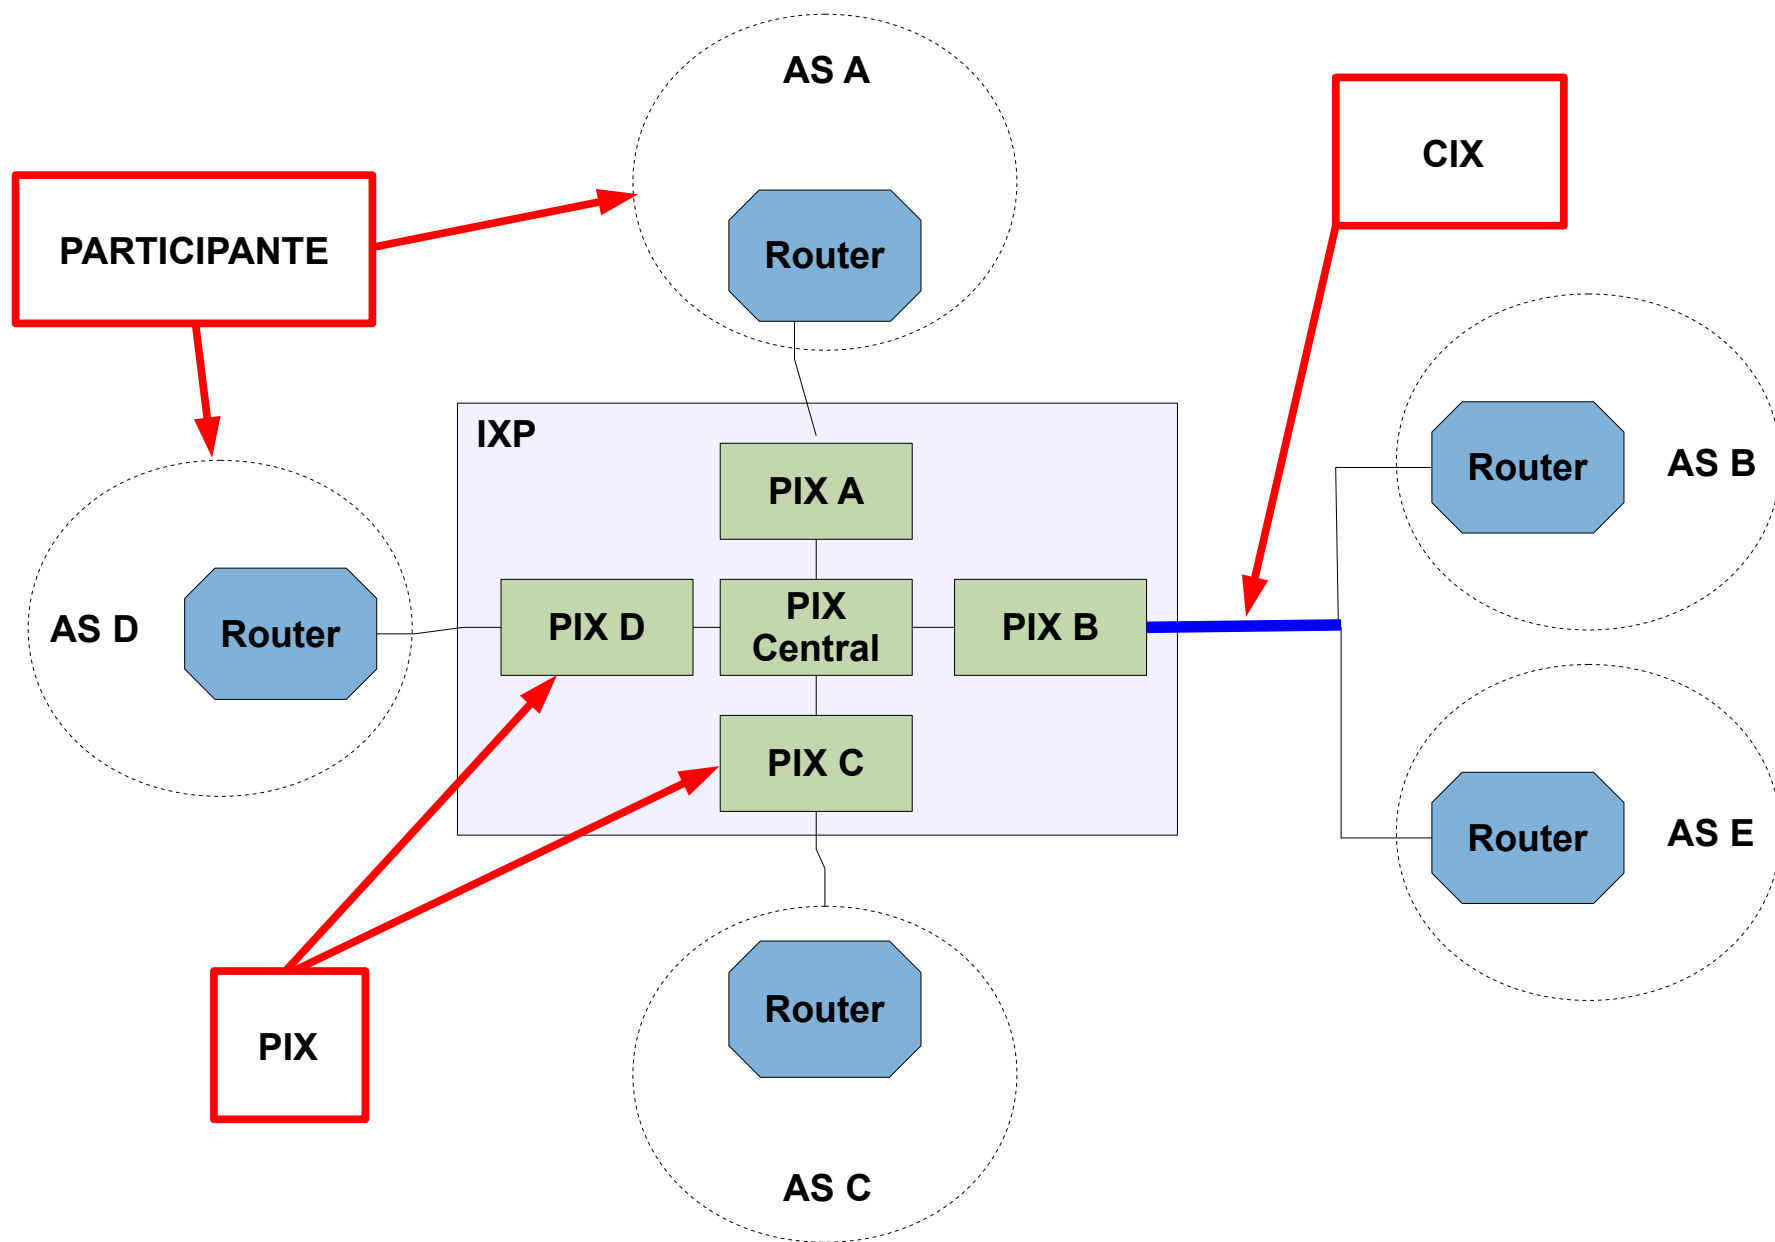 AS A
CIX
PARTICIPANTE
Router
IXP
Router
AS B
PIX A
AS D
Router
PIX D
PIX
Central
PIX B
PIX C
Router
AS E
Router
PIX
AS C